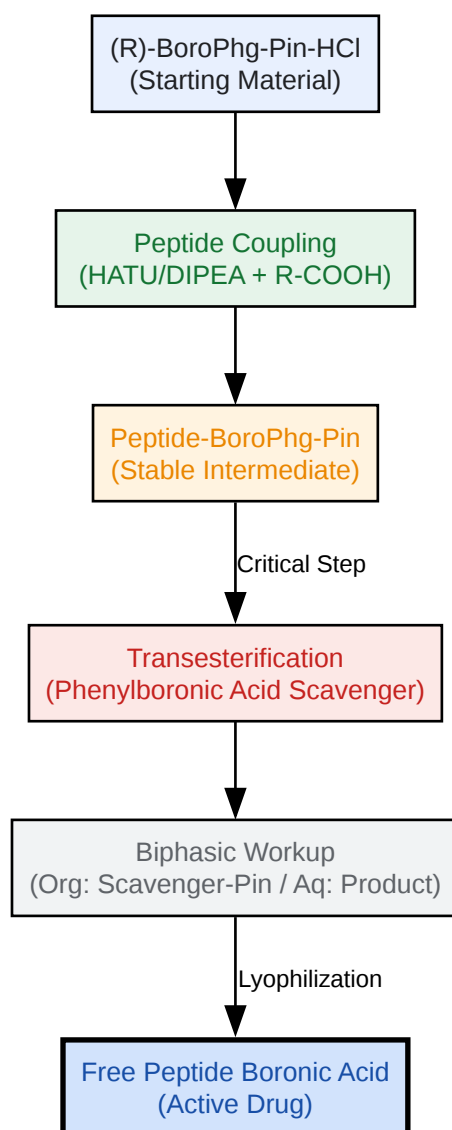 (R)-BoroPhg-Pin-HCl
(Starting Material)
Peptide Coupling
(HATU/DIPEA + R-COOH)
Peptide-BoroPhg-Pin
(Stable Intermediate)
Critical Step
Transesterification
(Phenylboronic Acid Scavenger)
Biphasic Workup
(Org: Scavenger-Pin / Aq: Product)
Lyophilization
Free Peptide Boronic Acid
(Active Drug)